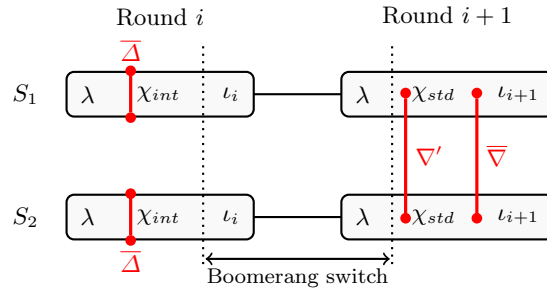 Round i Round i + 1
Δ̅
S₁ λ χ_int ι_i λ χ_std ι_{i+1}
∇′ ∇̅
S₂ λ χ_int ι_i λ χ_std ι_{i+1}
Δ̅
Boomerang switch